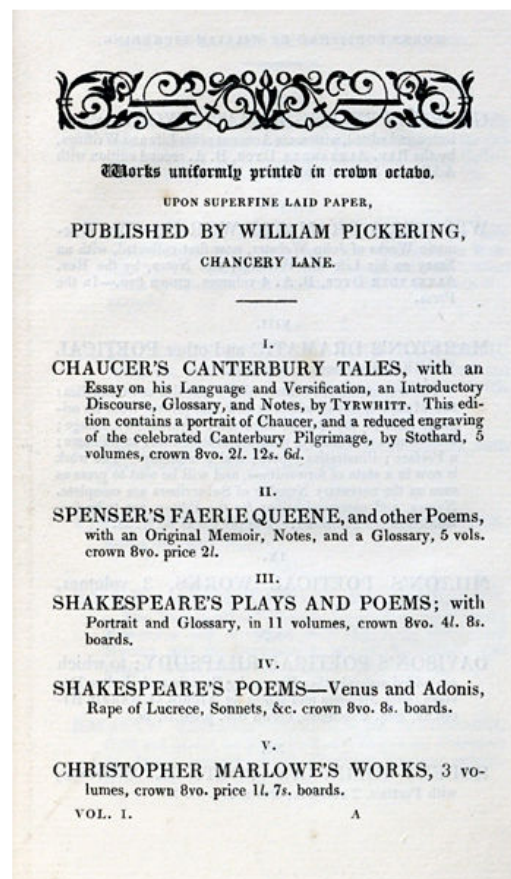 Works uniformly printed in crown octavo,
UPON SUPERFINE LAID PAPER,
PUBLISHED BY WILLIAM PICKERING,
CHANCERY LANE.
I.
CHAUCER'S CANTERBURY TALES, with an
Essay on his Language and Versification, an Introductory
Discourse, Glossary, and Notes, by TYRWHITT. This edi-
tion contains a portrait of Chaucer, and a reduced engraving
of the celebrated Canterbury Pilgrimage, by Stothard, 5
volumes, crown 8vo. 2l. 12s. 6d.
II.
SPENSER'S FAERIE QUEENE, and other Poems,
with an Original Memoir, Notes, and a Glossary, 5 vols.
crown 8vo. price 2l.
III.
SHAKESPEARE'S PLAYS AND POEMS; with
Portrait and Glossary, in 11 volumes, crown 8vo. 4l. 8s.
boards.
IV.
SHAKESPEARE'S POEMS—Venus and Adonis,
Rape of Lucrece, Sonnets, &c. crown 8vo. 8s. boards.
V.
CHRISTOPHER MARLOWE'S WORKS, 3 vo-
lumes, crown 8vo. price 1l. 7s. boards.
VOL. I. A